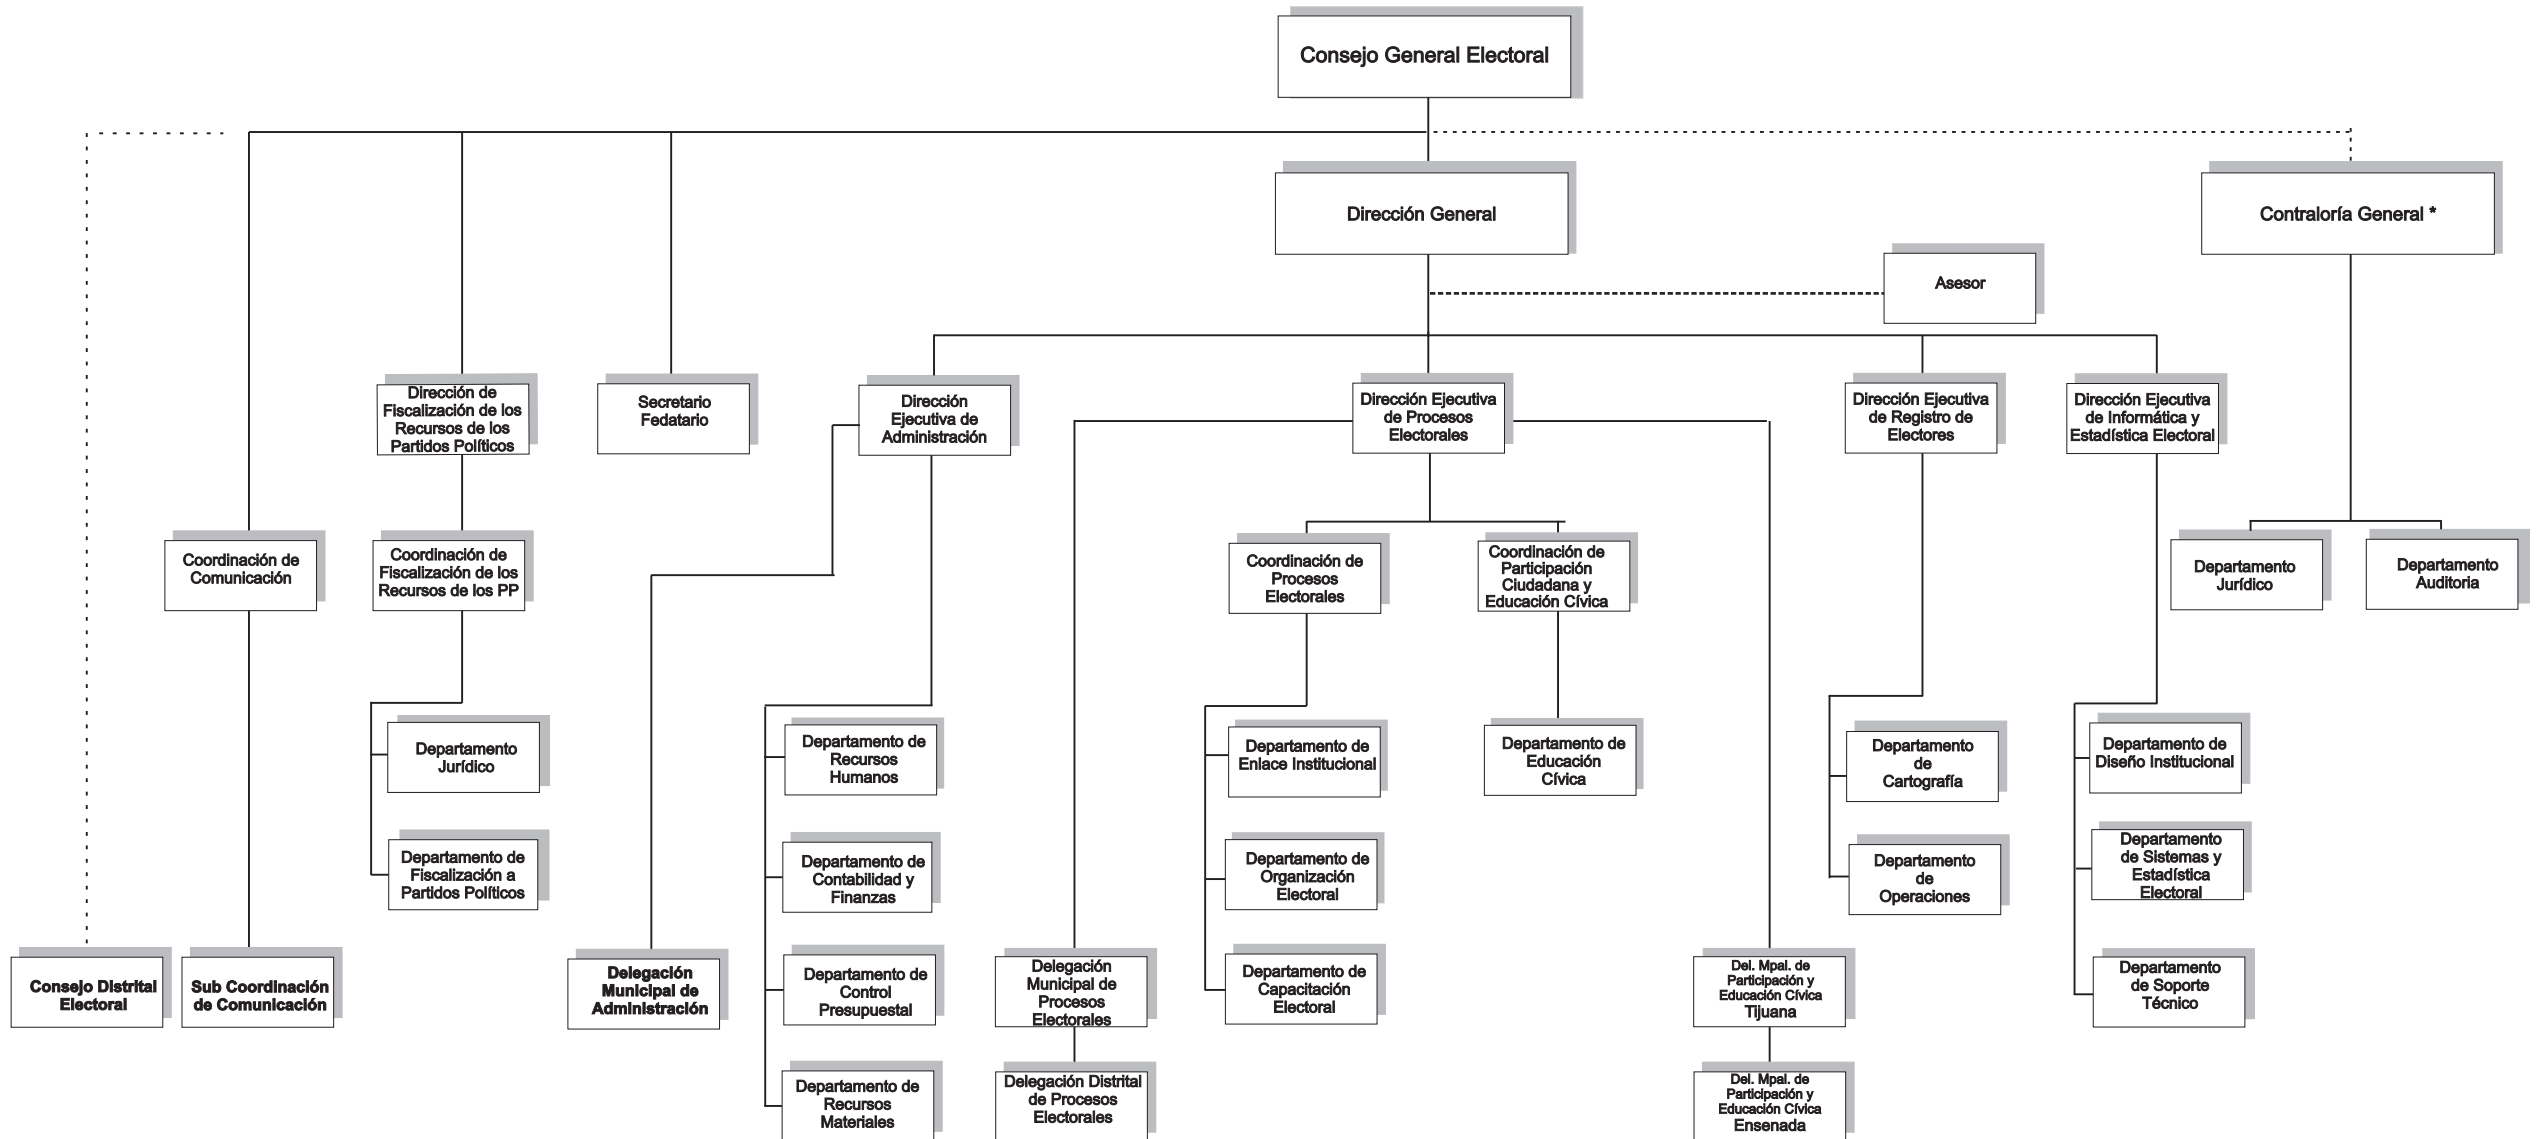 Consejo General Electoral
Dirección General
Contraloría General *
Asesor
Dirección de
Fiscalización de los
Recursos de los
Partidos Políticos
Secretario
Fedatario
Dirección
Ejecutiva de
Administración
Dirección Ejecutiva
de Procesos
Electorales
Dirección Ejecutiva
de Registro de
Electores
Dirección Ejecutiva
de Informática y
Estadística Electoral
Coordinación de
Comunicación
Coordinación de
Fiscalización de los
Recursos de los PP
Coordinación de
Procesos
Electorales
Coordinación de
Participación
Ciudadana y
Educación Cívica
Departamento
Jurídico
Departamento
Auditoria
Departamento
Jurídico
Departamento de
Recursos
Humanos
Departamento de
Enlace Institucional
Departamento de
Educación
Cívica
Departamento
de
Cartografía
Departamento de
Diseño Institucional
Departamento de
Fiscalización a
Partidos Políticos
Departamento de
Contabilidad y
Finanzas
Departamento de
Organización
Electoral
Departamento
de
Operaciones
Departamento
de Sistemas y
Estadística
Electoral
Consejo Distrital
Electoral
Sub Coordinación
de Comunicación
Delegación
Municipal de
Administración
Departamento de
Control
Presupuestal
Delegación
Municipal de
Procesos
Electorales
Departamento de
Capacitación
Electoral
Del. Mpal. de
Participación y
Educación Cívica
Tijuana
Departamento
de Soporte
Técnico
Departamento de
Recursos
Materiales
Delegación Distrital
de Procesos
Electorales
Del. Mpal. de
Participación y
Educación Cívica
Ensenada